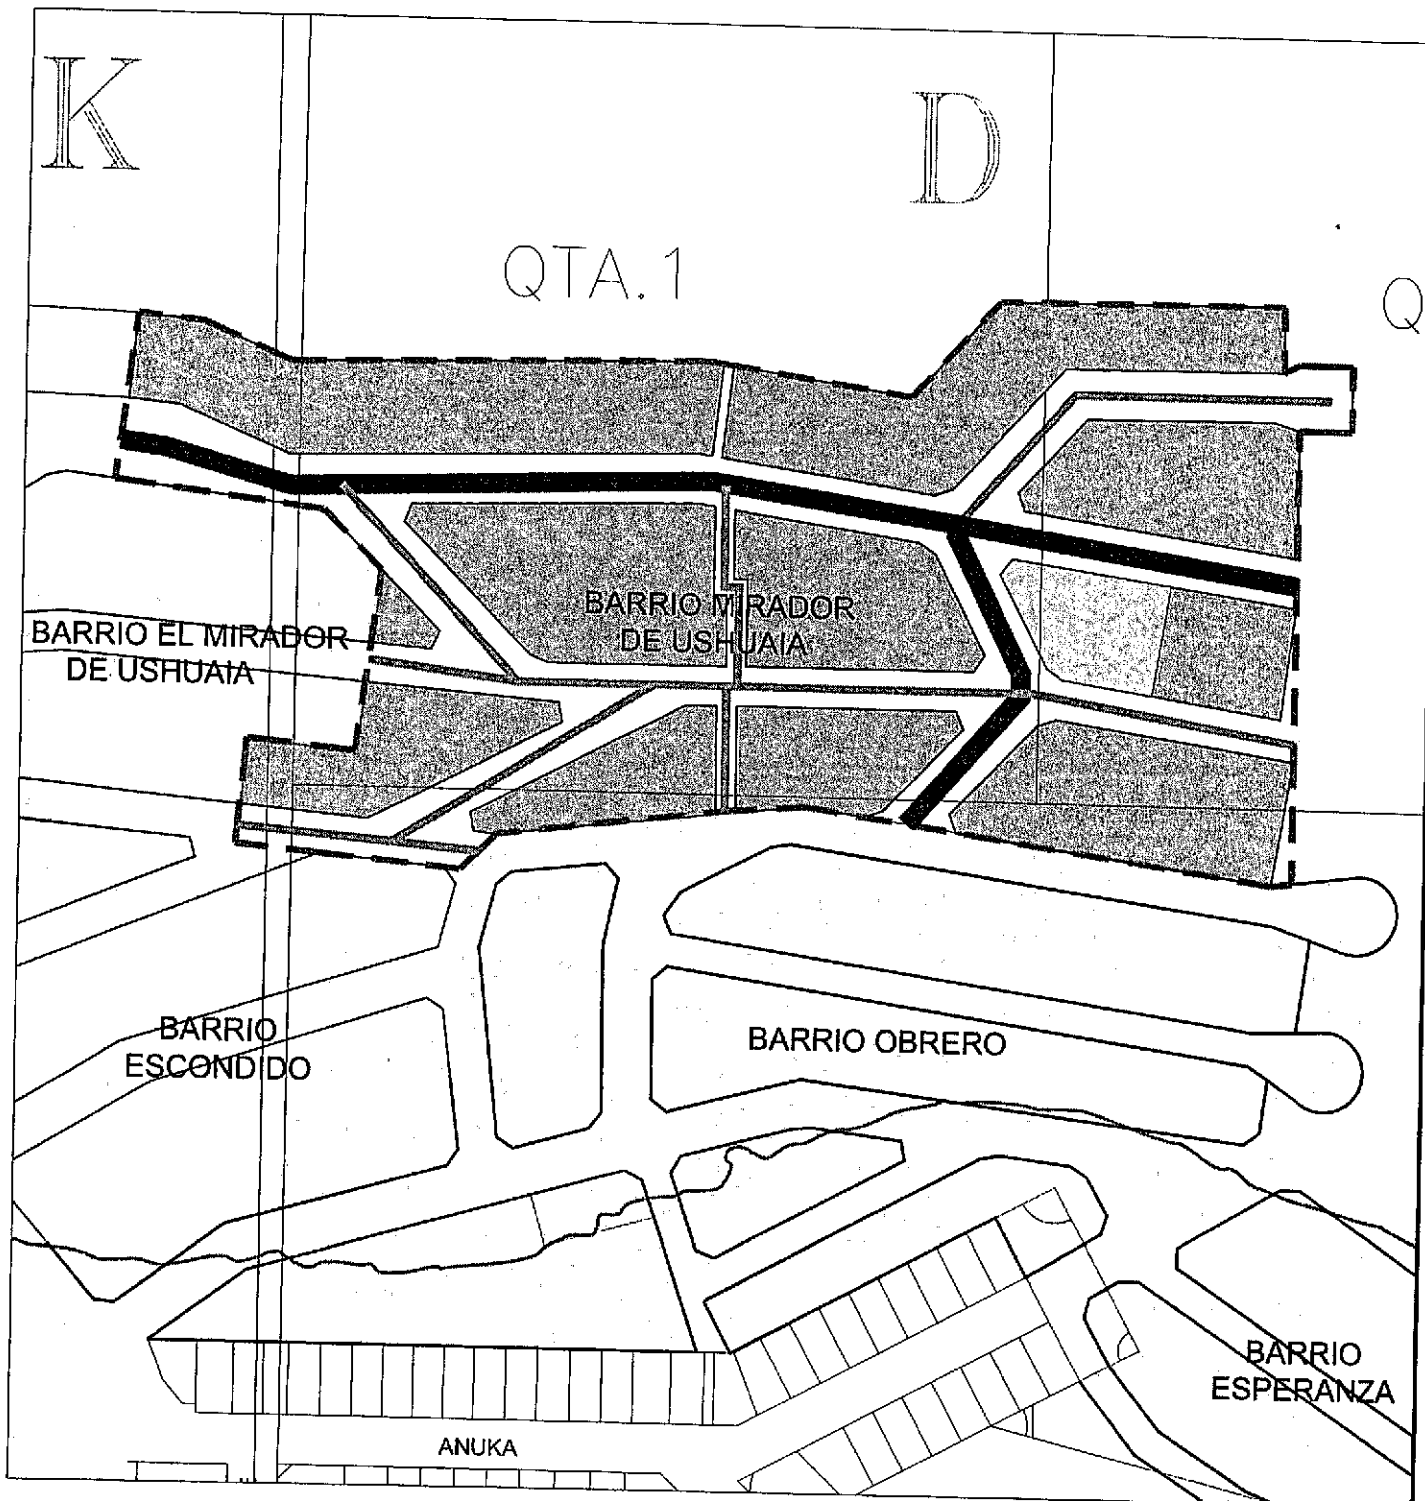 K
D
QTA.1
Q
BARRIO MIRADOR
DE USHUAIA
BARRIO EL MIRADOR
DE USHUAIA
BARRIO
ESCONDIDO
BARRIO OBRERO
BARRIO
ESPERANZA
ANUKA